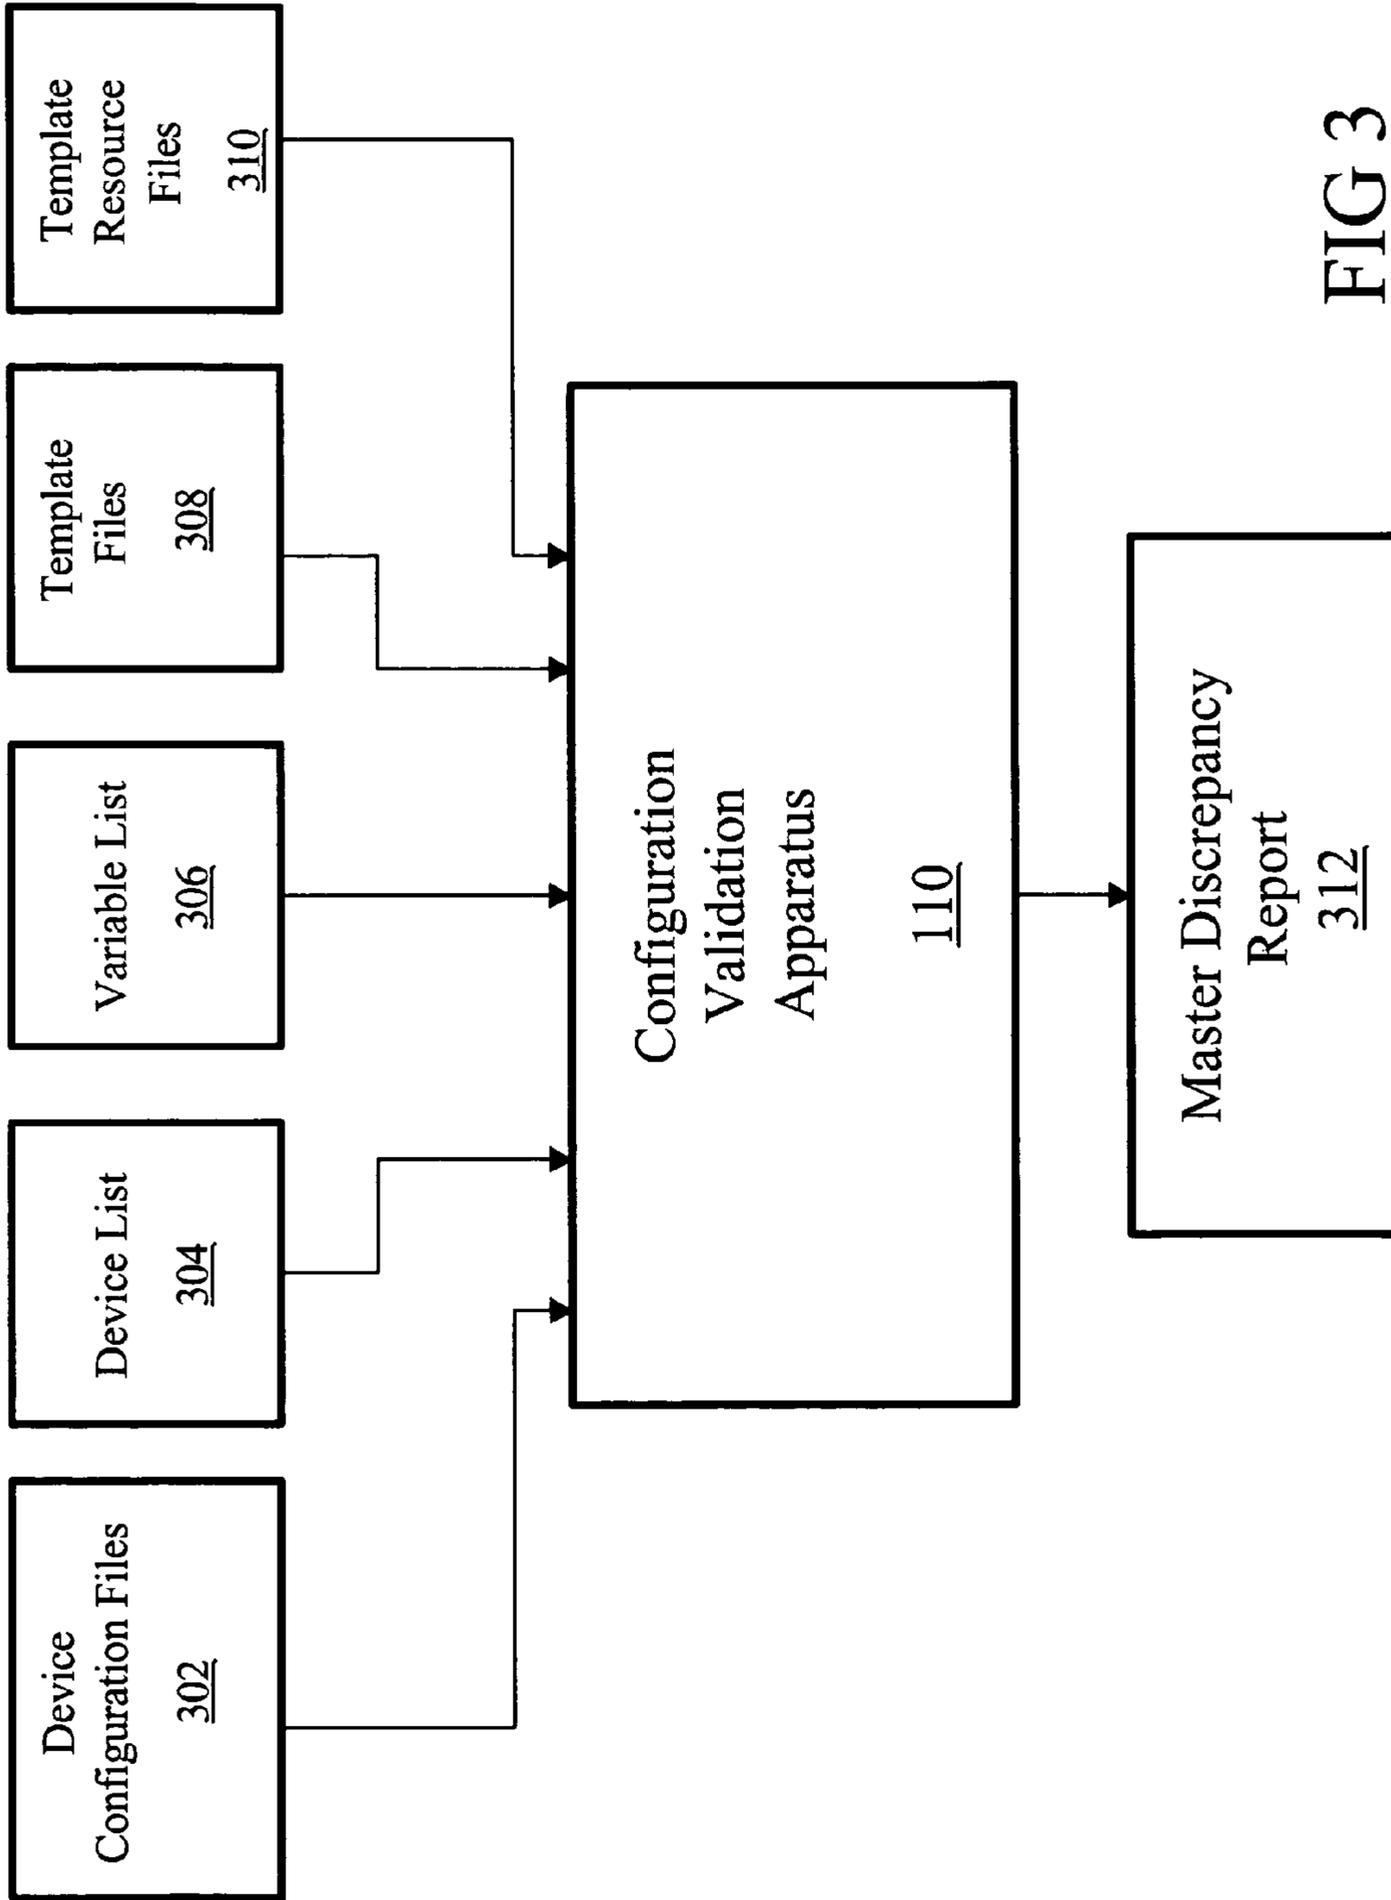 Device
Configuration Files
302
Device List
304
Variable List
306
Template
Files
308
Template
Resource
Files
310
Configuration
Validation
Apparatus
110
Master Discrepancy
Report
312
FIG 3